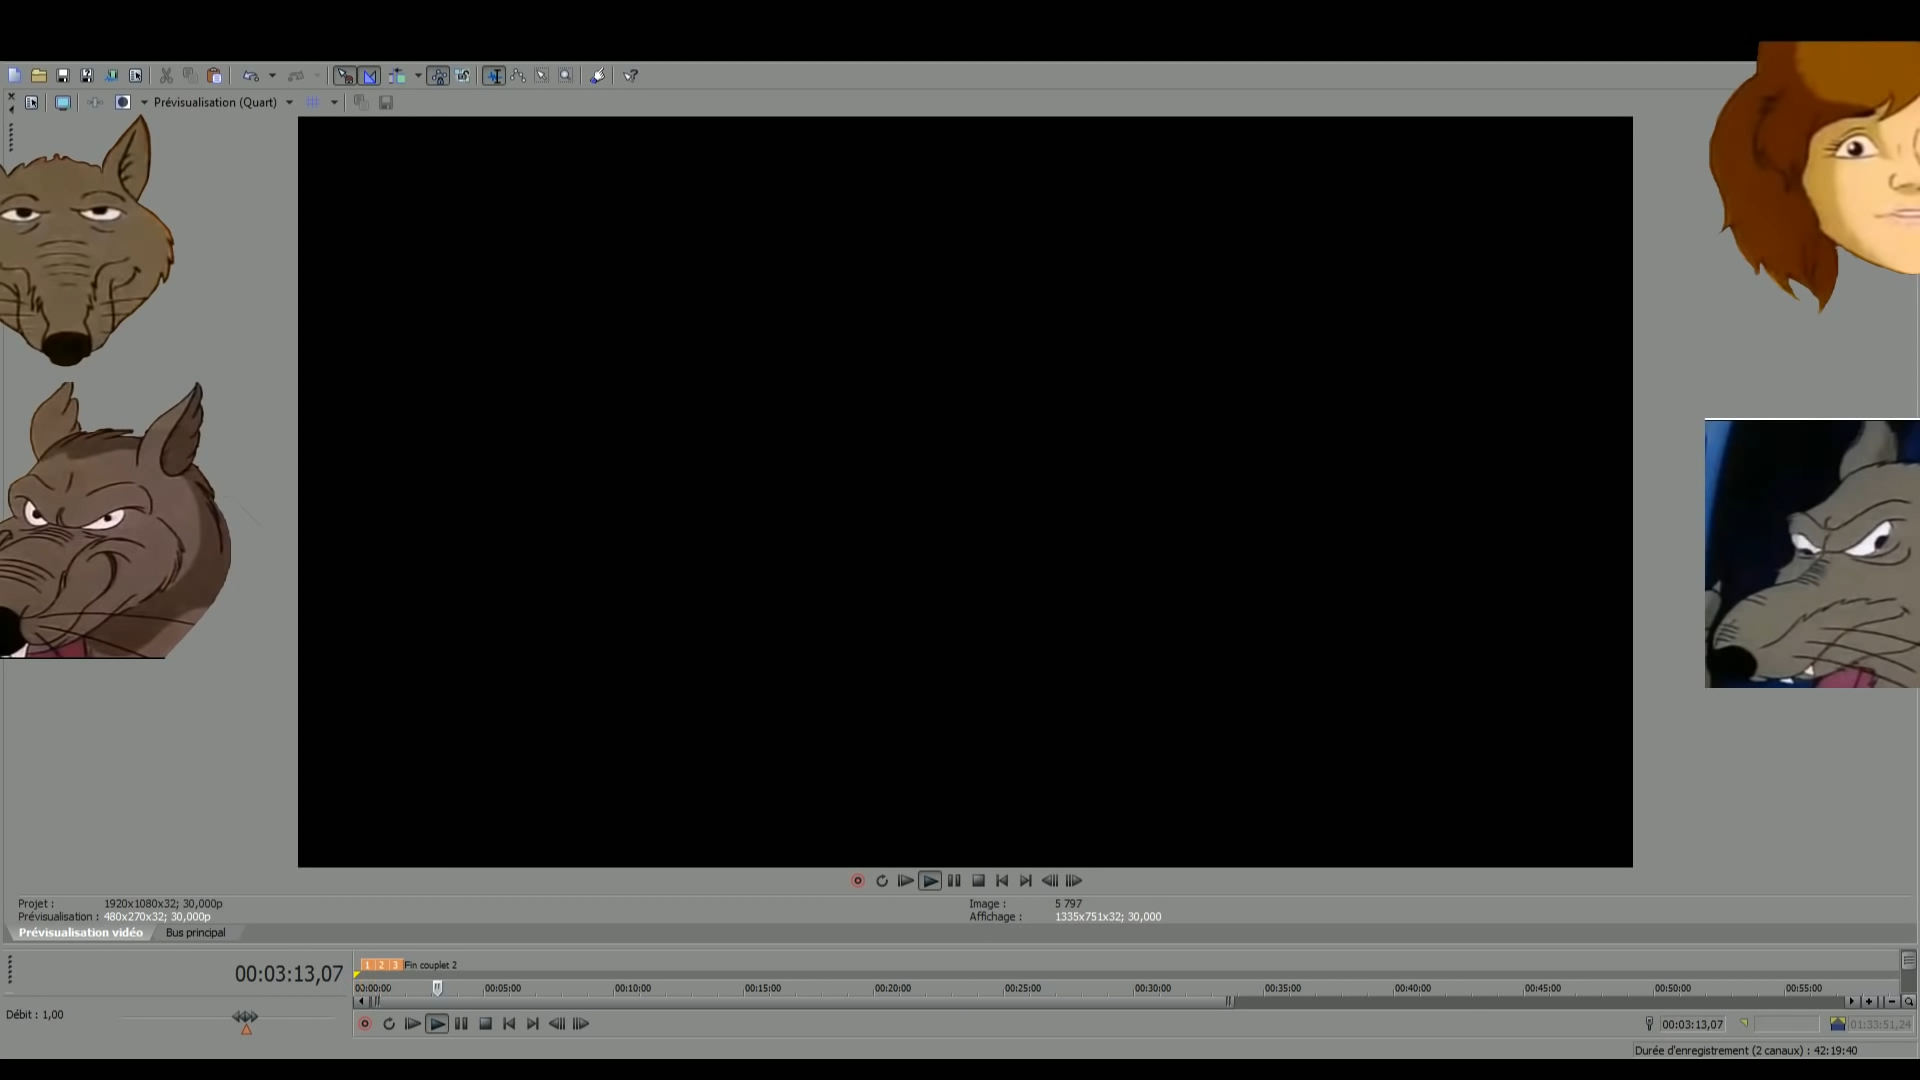 Prévisualisation (Quart)
Projet : 1920x1080x32; 30,000p
Prévisualisation : 480x270x32; 30,000p
Image : 5 797
Affichage : 1335x751x32; 30,000
Prévisualisation vidéo Bus principal
00:03:13,07
1 2 3 Fin couplet 2
00:00:00 00:05:00 00:10:00 00:15:00 00:20:00 00:25:00 00:30:00 00:35:00 00:40:00 00:45:00 00:50:00 00:55:00
Débit : 1,00
00:03:13,07 01:33:51,24
Durée d'enregistrement (2 canaux) : 42:19:40